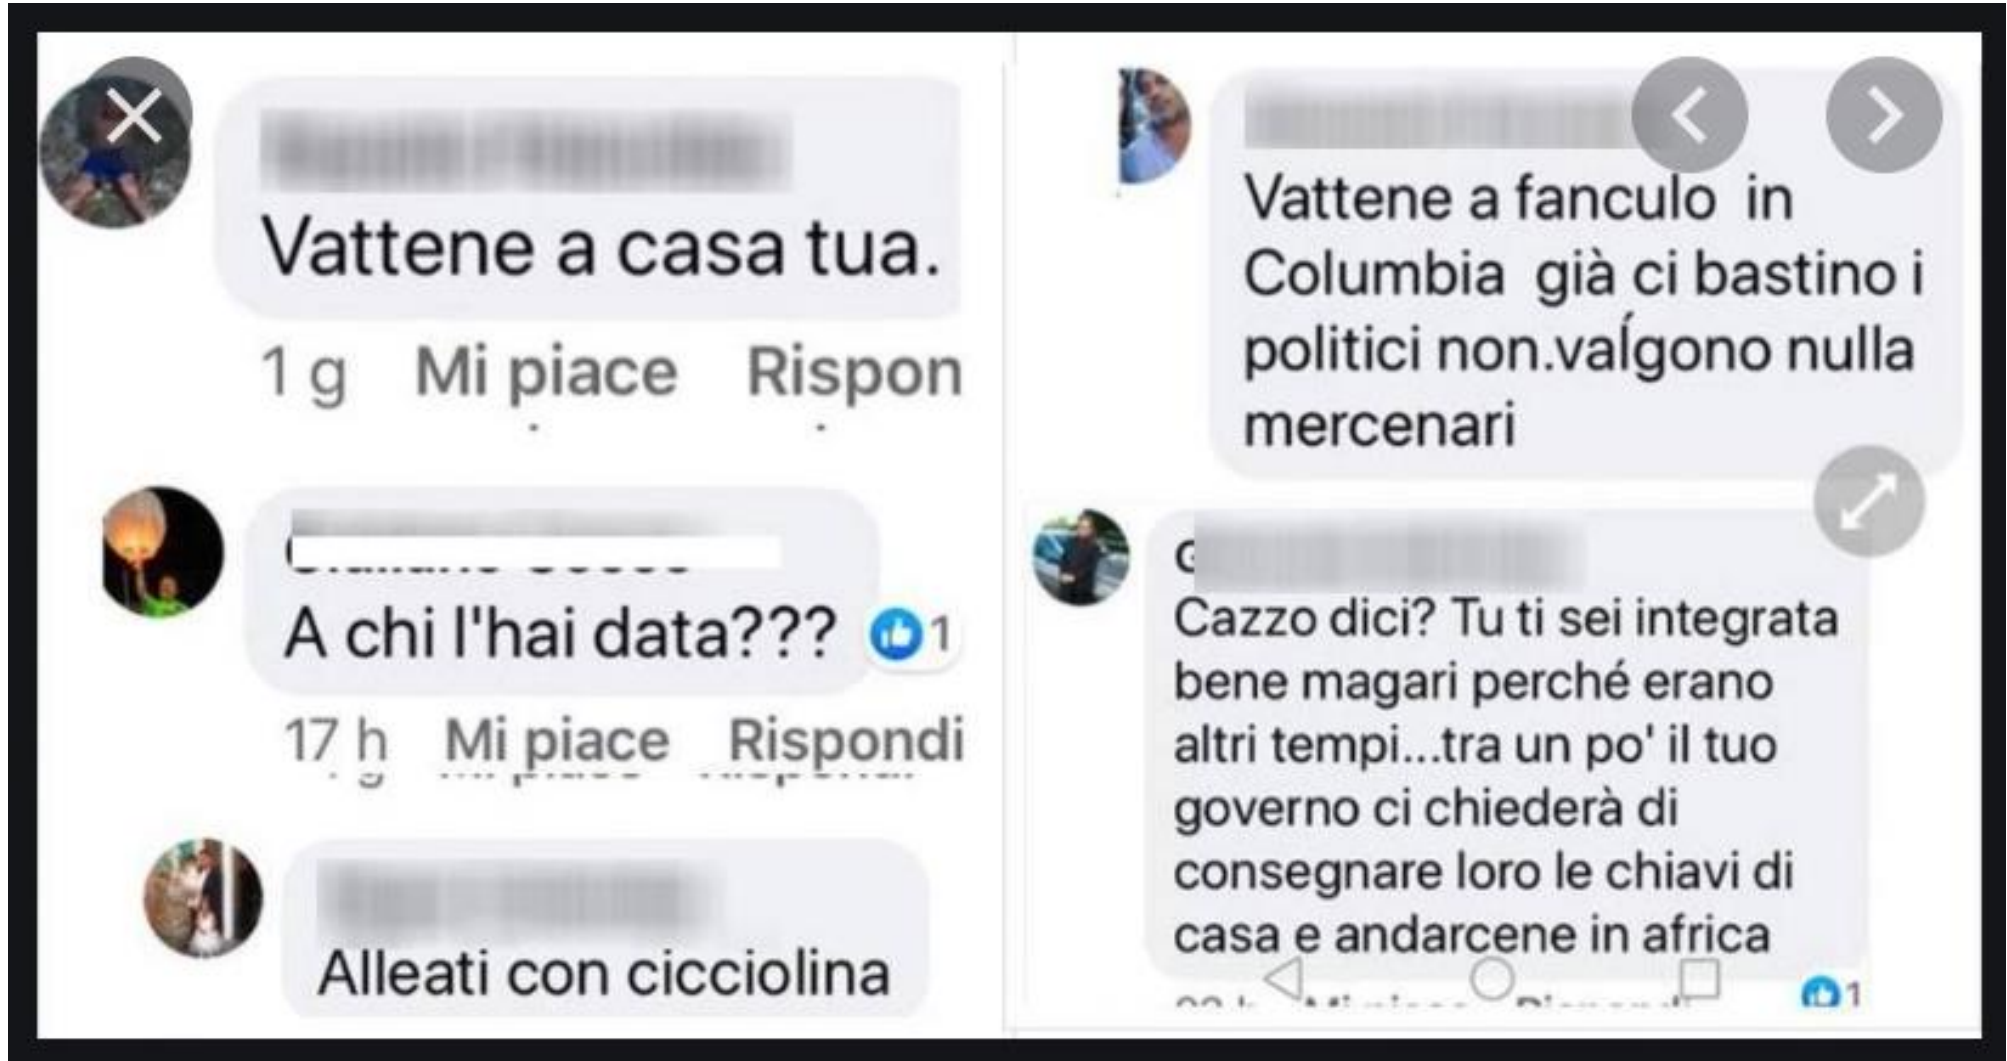 Vattene a casa tua.
1 g Mi piace Rispon
A chi l'hai data???
1
17 h Mi piace Rispondi
Alleati con cicciolina
Vattene a fanculo in
Columbia già ci bastino i
politici non.valgono nulla
mercenari
G
Cazzo dici? Tu ti sei integrata
bene magari perché erano
altri tempi...tra un po' il tuo
governo ci chiederà di
consegnare loro le chiavi di
casa e andarcene in africa
1